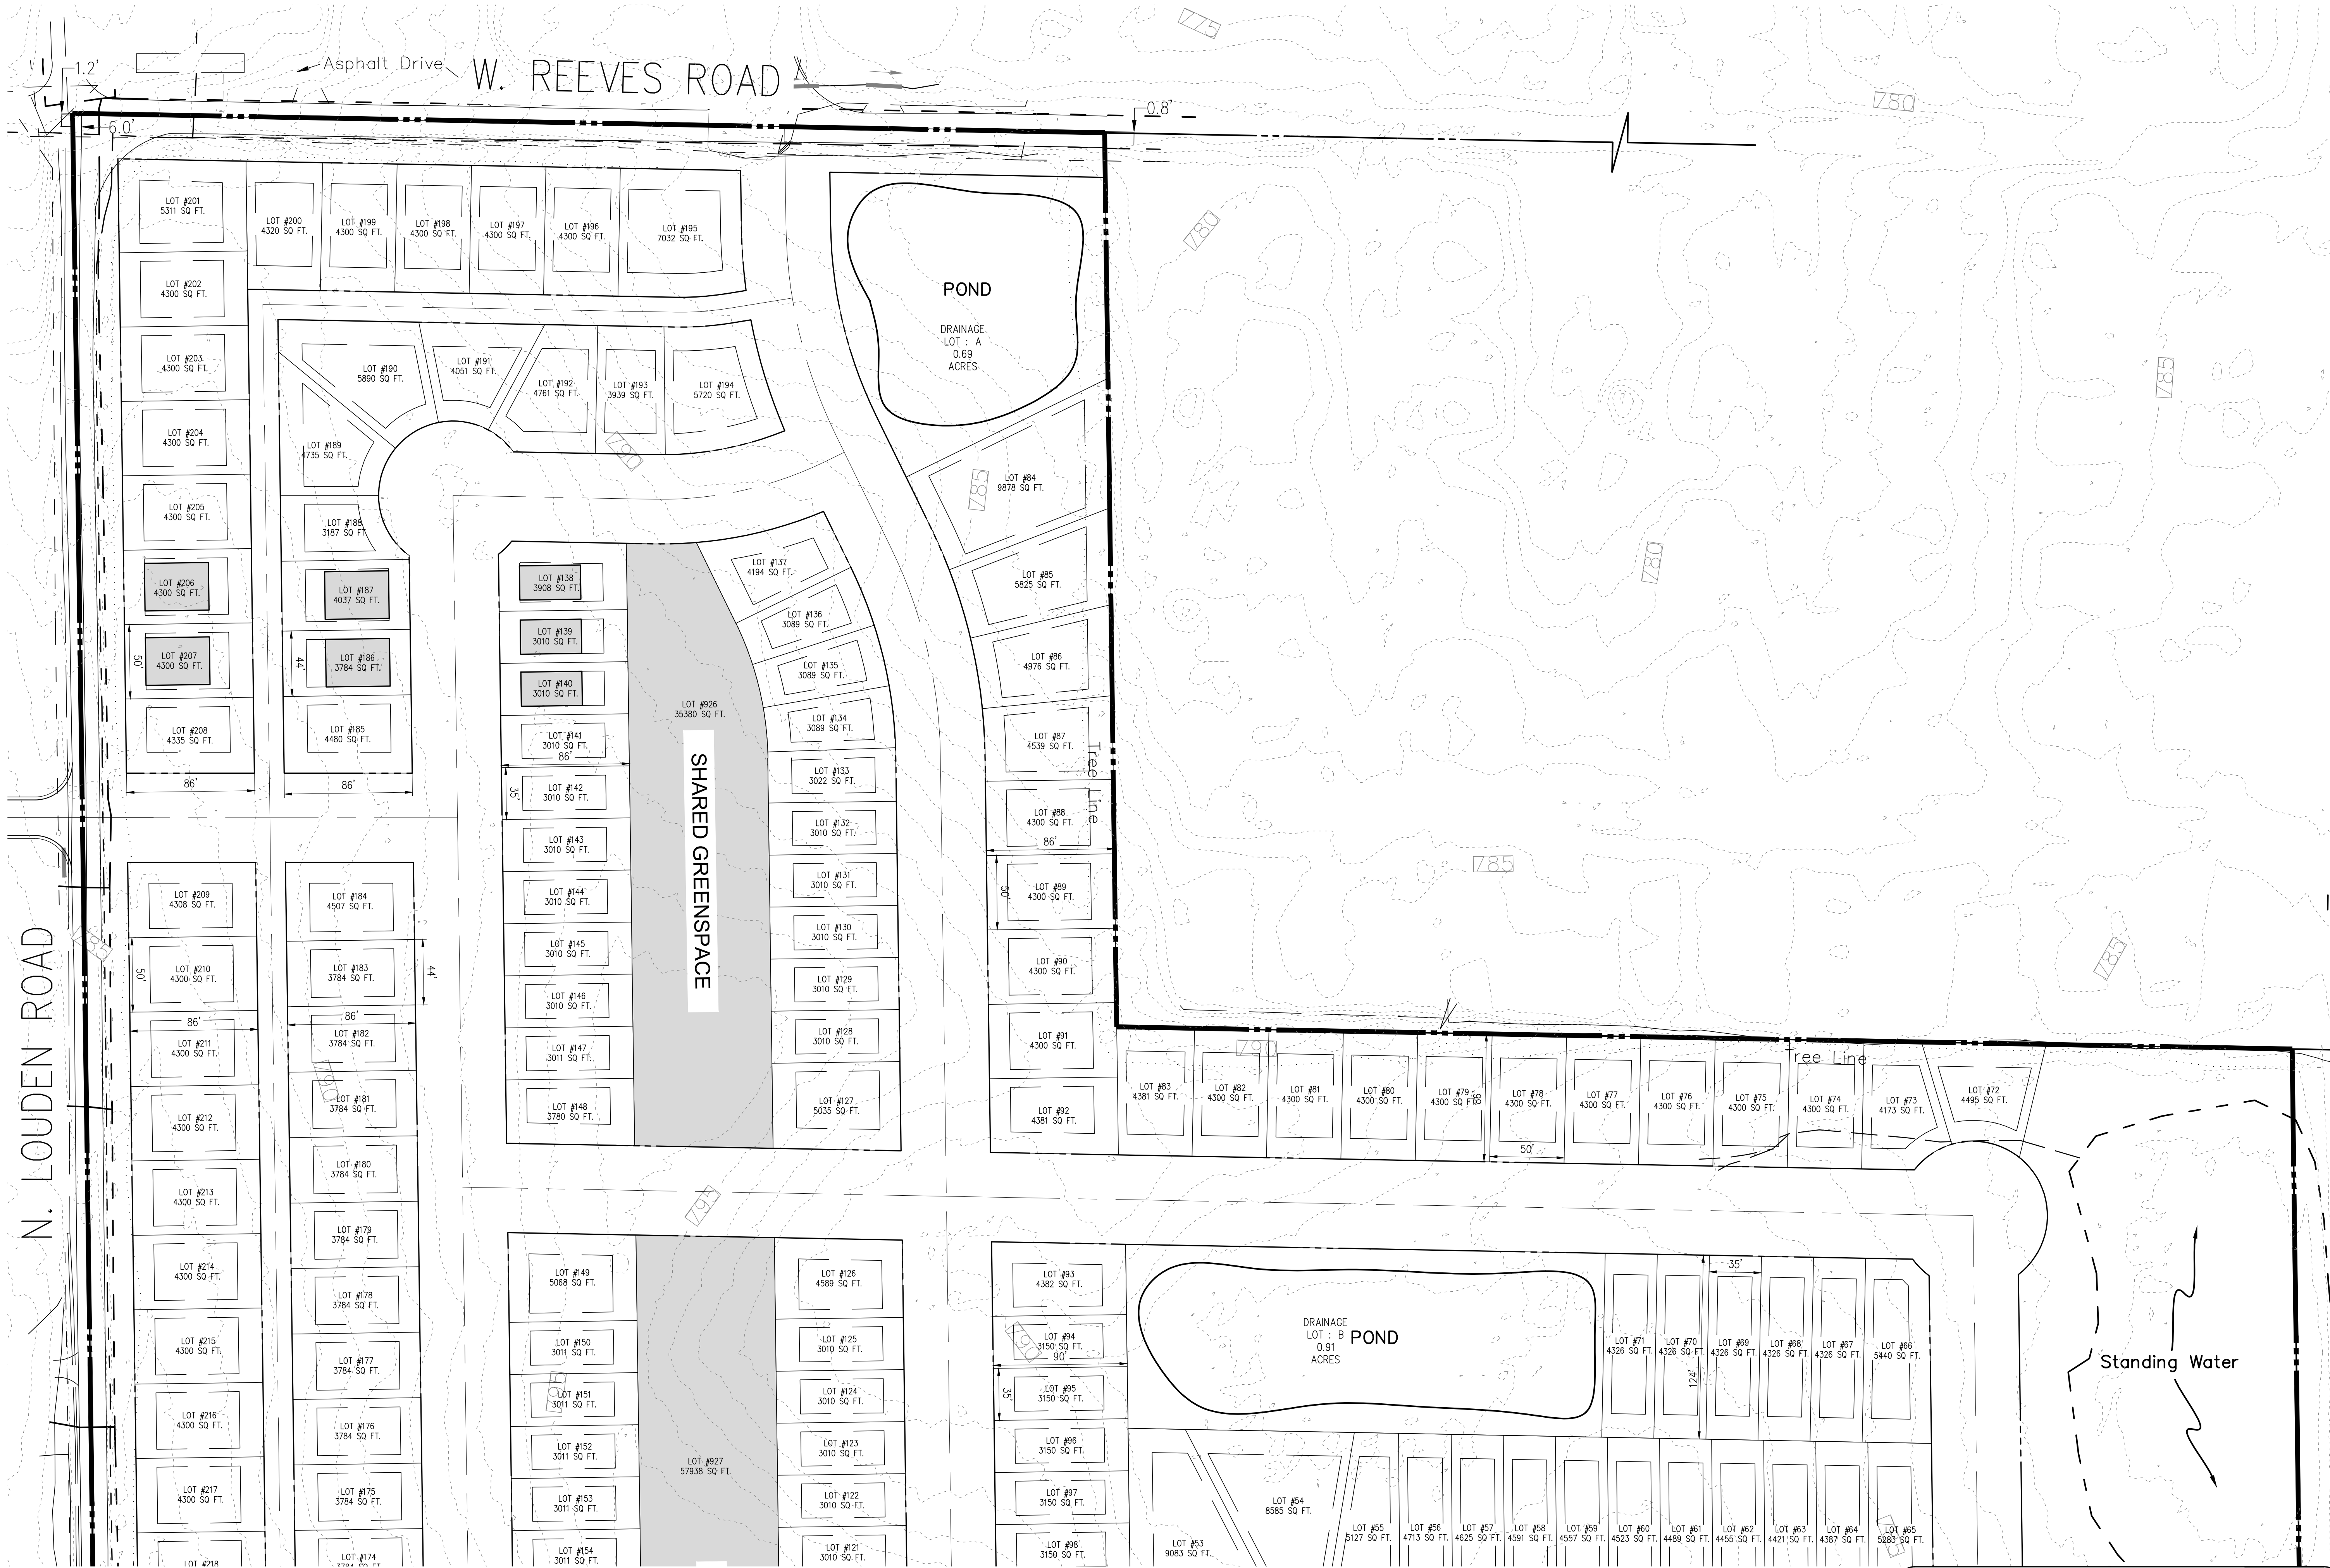 775
1.2'
Asphalt Drive
W. REEVES ROAD
780
0.8'
6.0'
LOT #201
5311 SQ FT.
LOT #200
4320 SQ FT.
LOT #199
4300 SQ FT.
LOT #198
4300 SQ FT.
LOT #197
4300 SQ FT.
LOT #196
4300 SQ FT.
LOT #195
7032 SQ FT.
780
LOT #202
4300 SQ FT.
POND
DRAINAGE
LOT : A
0.69
ACRES
LOT #203
4300 SQ FT.
LOT #190
5890 SQ FT.
LOT #191
4051 SQ FT.
LOT #192
4761 SQ FT.
LOT #193
3939 SQ FT.
LOT #194
5720 SQ FT.
785
LOT #204
4300 SQ FT.
LOT #189
4735 SQ FT.
790
785
LOT #84
9878 SQ FT.
LOT #205
4300 SQ FT.
LOT #188
3187 SQ FT
780
LOT #206
4300 SQ FT.
LOT #187
4037 SQ FT.
LOT #138
3908 SQ FT.
LOT #137
4194 SQ FT.
LOT #85
5825 SQ FT.
LOT #136
3089 SQ FT.
LOT #139
3010 SQ FT.
50'
LOT #207
4300 SQ FT.
44'
LOT #186
3784 SQ FT.
LOT #140
3010 SQ FT.
LOT #135
3089 SQ FT.
LOT #86
4976 SQ FT.
LOT #926
35380 SQ FT.
LOT #208
4335 SQ FT.
LOT #185
4480 SQ FT.
LOT #141
3010 SQ FT.
86'
LOT #134
3089 SQ FT.
LOT #87
4539 SQ FT.
Tree Line
86'
86'
35'
LOT #142
3010 SQ FT.
SHARED GREENSPACE
LOT #133
3022 SQ FT.
LOT #88
4300 SQ FT.
86'
LOT #143
3010 SQ FT.
LOT #132
3010 SQ FT.
785
LOT #209
4308 SQ FT.
LOT #184
4507 SQ FT.
LOT #144
3010 SQ FT.
LOT #131
3010 SQ FT.
50'
LOT #89
4300 SQ FT.
N. LOUDEN ROAD
LOT #145
3010 SQ FT.
LOT #130
3010 SQ FT.
785
50'
LOT #210
4300 SQ FT.
LOT #183
3784 SQ FT.
44'
LOT #90
4300 SQ FT.
LOT #146
3010 SQ FT.
LOT #129
3010 SQ FT.
86'
LOT #211
4300 SQ FT.
86'
LOT #182
3784 SQ FT.
LOT #147
3011 SQ FT.
LOT #128
3010 SQ FT.
LOT #91
4300 SQ FT.
790
Tree Line
790
LOT #212
4300 SQ FT.
LOT #181
3784 SQ FT.
LOT #148
3780 SQ FT.
LOT #127
5035 SQ FT.
LOT #92
4381 SQ FT.
LOT #83
4381 SQ FT.
LOT #82
4300 SQ FT.
LOT #81
4300 SQ FT.
LOT #80
4300 SQ FT.
LOT #79
4300 SQ FT.
LOT #78
4300 SQ FT.
LOT #77
4300 SQ FT.
LOT #76
4300 SQ FT.
LOT #75
4300 SQ FT.
LOT #74
4300 SQ FT.
LOT #73
4173 SQ FT.
LOT #72
4495 SQ FT.
50'
LOT #213
4300 SQ FT.
LOT #180
3784 SQ FT.
795
LOT #214
4300 SQ FT.
LOT #179
3784 SQ FT.
LOT #149
5068 SQ FT.
LOT #126
4589 SQ FT.
LOT #93
4382 SQ FT.
35'
LOT #178
3784 SQ FT.
LOT #215
4300 SQ FT.
LOT #150
3011 SQ FT.
LOT #125
3010 SQ FT.
LOT #94
3150 SQ FT.
90'
DRAINAGE
LOT : B
0.91
ACRES
POND
LOT #71
4326 SQ FT.
LOT #70
4326 SQ FT.
LOT #69
4326 SQ FT.
LOT #68
4326 SQ FT.
LOT #67
4326 SQ FT.
LOT #66
5440 SQ FT.
124'
Standing Water
LOT #177
3784 SQ FT.
LOT #151
3011 SQ FT.
LOT #124
3010 SQ FT.
35'
LOT #95
3150 SQ FT.
LOT #216
4300 SQ FT.
LOT #176
3784 SQ FT.
LOT #152
3011 SQ FT.
LOT #123
3010 SQ FT.
LOT #96
3150 SQ FT.
LOT #927
57938 SQ FT.
LOT #217
4300 SQ FT.
LOT #175
3784 SQ FT.
LOT #153
3011 SQ FT.
LOT #122
3010 SQ FT.
LOT #97
3150 SQ FT.
LOT #54
8585 SQ FT.
LOT #218
LOT #174
3784 SQ FT.
LOT #154
3011 SQ FT.
LOT #121
3010 SQ FT.
LOT #98
3150 SQ FT.
LOT #53
9083 SQ FT.
LOT #55
5127 SQ FT.
LOT #56
4713 SQ FT.
LOT #57
4625 SQ FT.
LOT #58
4591 SQ FT.
LOT #59
4557 SQ FT.
LOT #60
4523 SQ FT.
LOT #61
4489 SQ FT.
LOT #62
4455 SQ FT.
LOT #63
4421 SQ FT.
LOT #64
4387 SQ FT.
LOT #65
5283 SQ FT.